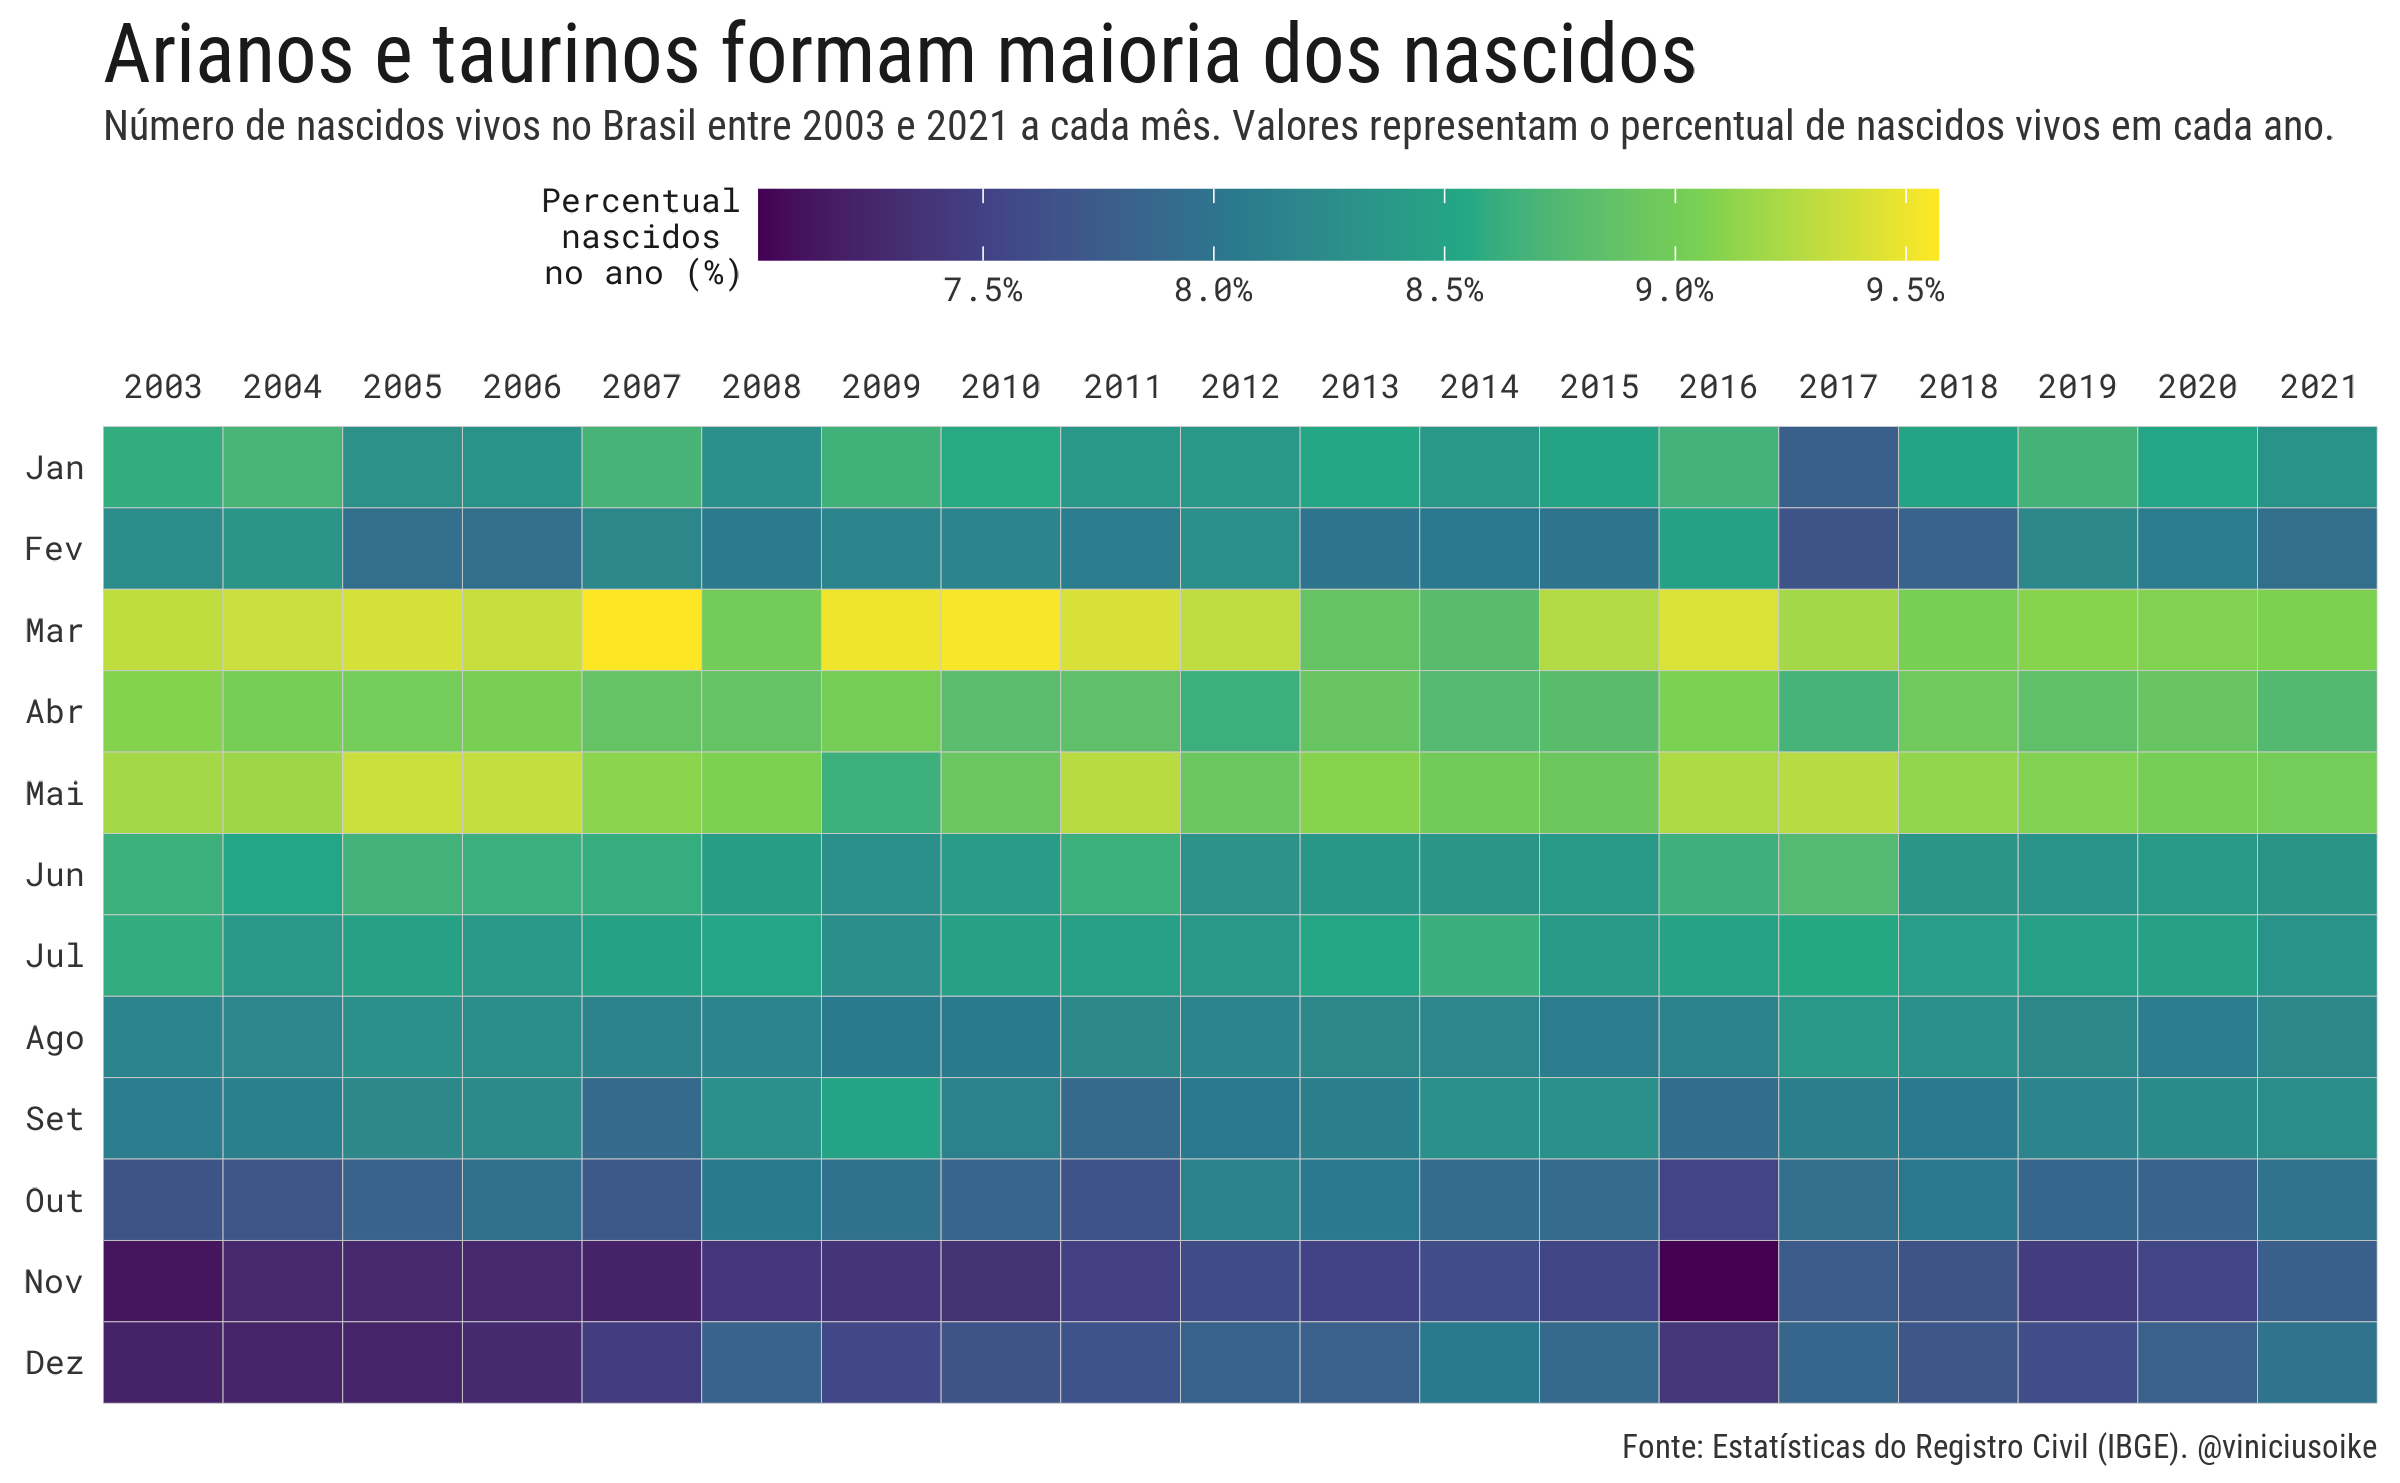 Arianos e taurinos formam maioria dos nascidos
Número de nascidos vivos no Brasil entre 2003 e 2021 a cada mês. Valores representam o percentual de nascidos vivos em cada ano.
Percentual
nascidos
no ano (%)
7.5% 8.0% 8.5% 9.0% 9.5%
2003 2004 2005 2006 2007 2008 2009 2010 2011 2012 2013 2014 2015 2016 2017 2018 2019 2020 2021
Jan
Fev
Mar
Abr
Mai
Jun
Jul
Ago
Set
Out
Nov
Dez
Fonte: Estatísticas do Registro Civil (IBGE). @viniciusoike